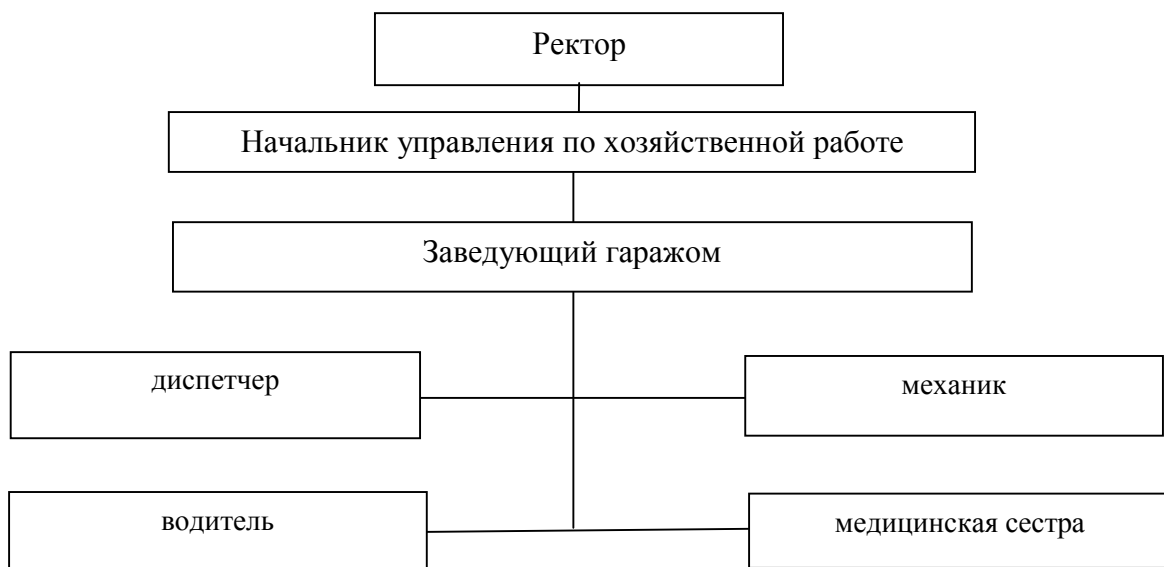 Ректор
Начальник управления по хозяйственной работе
Заведующий гаражом
диспетчер
механик
водитель
медицинская сестра